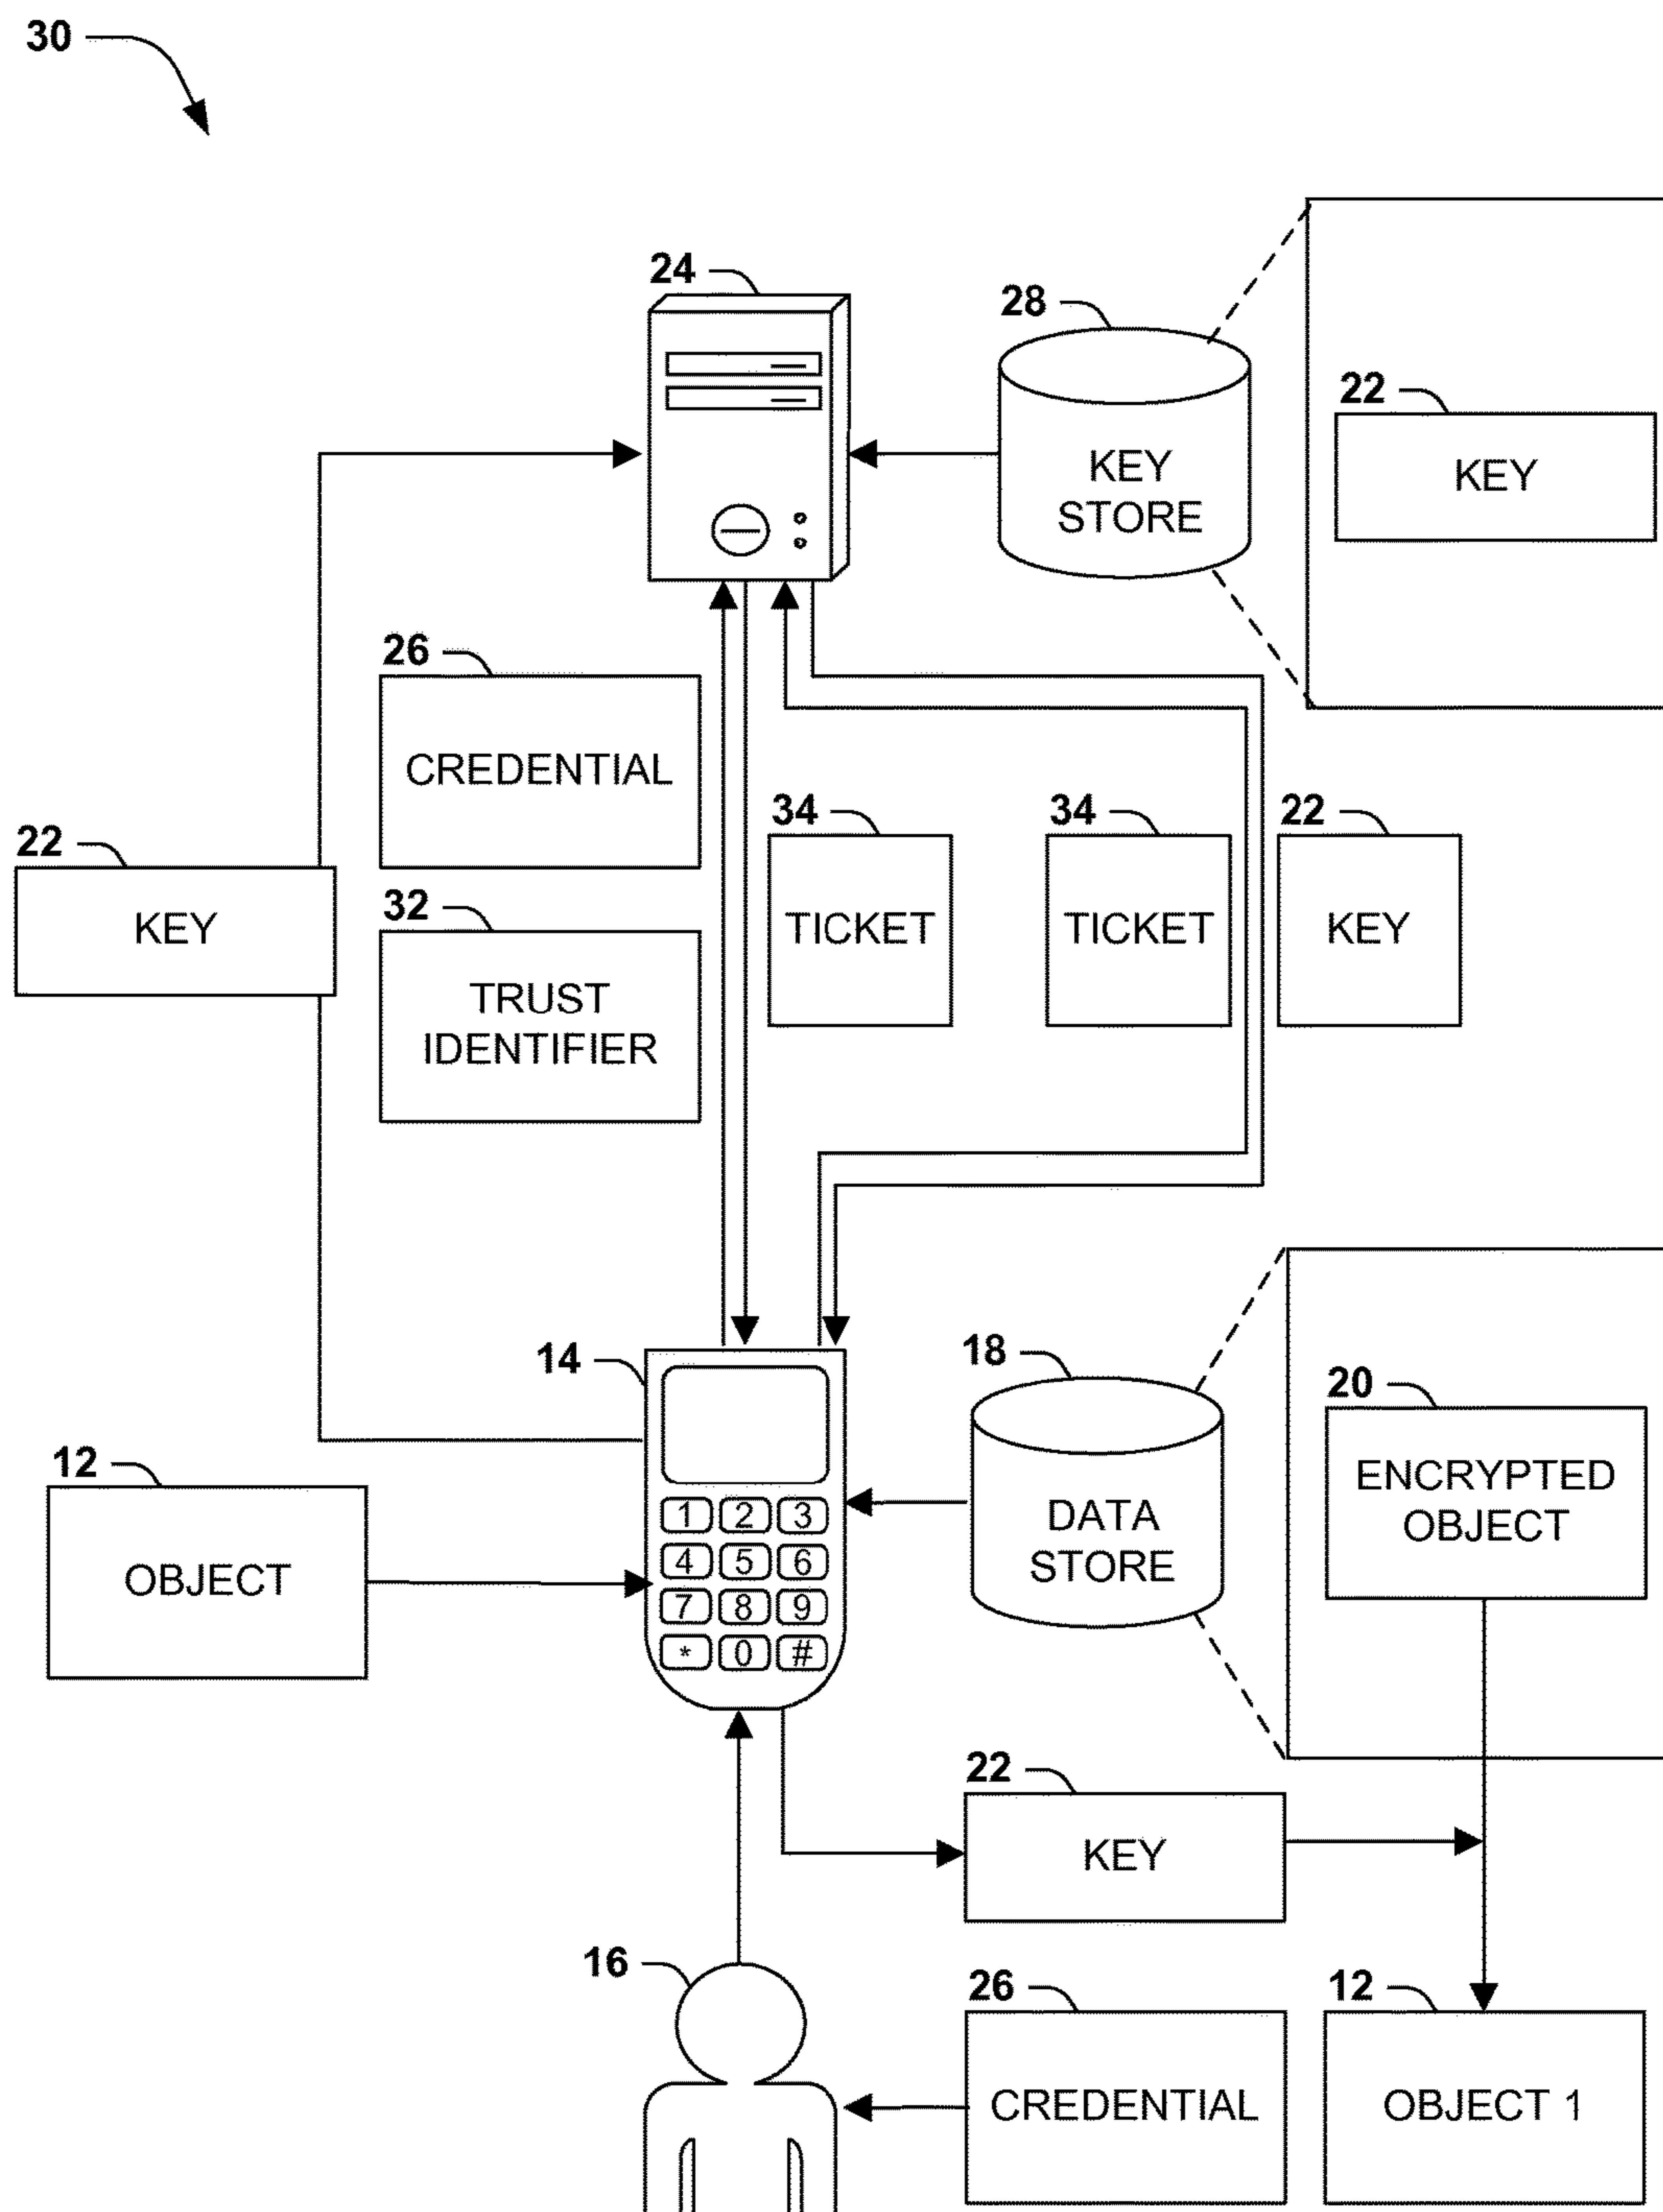 30
24
28
22
KEY
STORE
KEY
26
CREDENTIAL
34
34
22
22
KEY
32
TICKET
TICKET
KEY
TRUST
IDENTIFIER
14
18
20
12
ENCRYPTED
OBJECT
1 2 3
DATA
STORE
4 5 6
OBJECT
7 8 9
* 0 #
22
KEY
16
26
12
CREDENTIAL
OBJECT 1